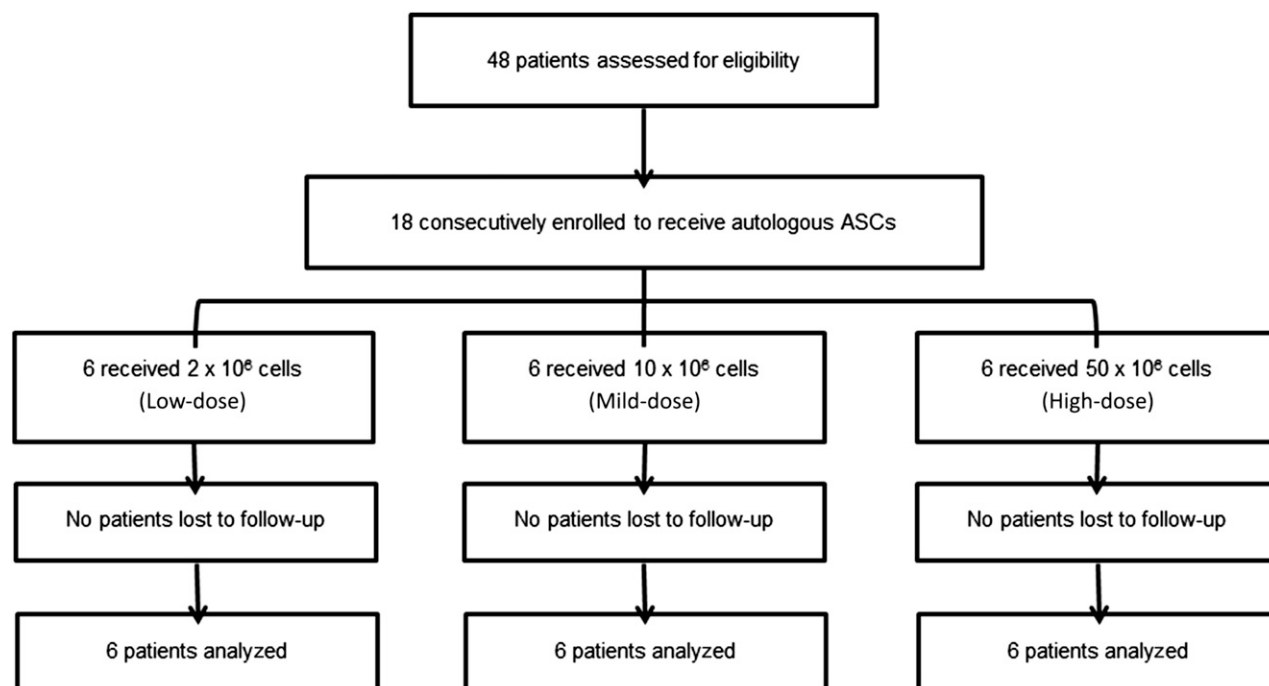 48 patients assessed for eligibility
18 consecutively enrolled to receive autologous ASCs
6 received 2 x 10⁶ cells
(Low-dose)
6 received 10 x 10⁶ cells
(Mild-dose)
6 received 50 x 10⁶ cells
(High-dose)
No patients lost to follow-up
No patients lost to follow-up
No patients lost to follow-up
6 patients analyzed
6 patients analyzed
6 patients analyzed